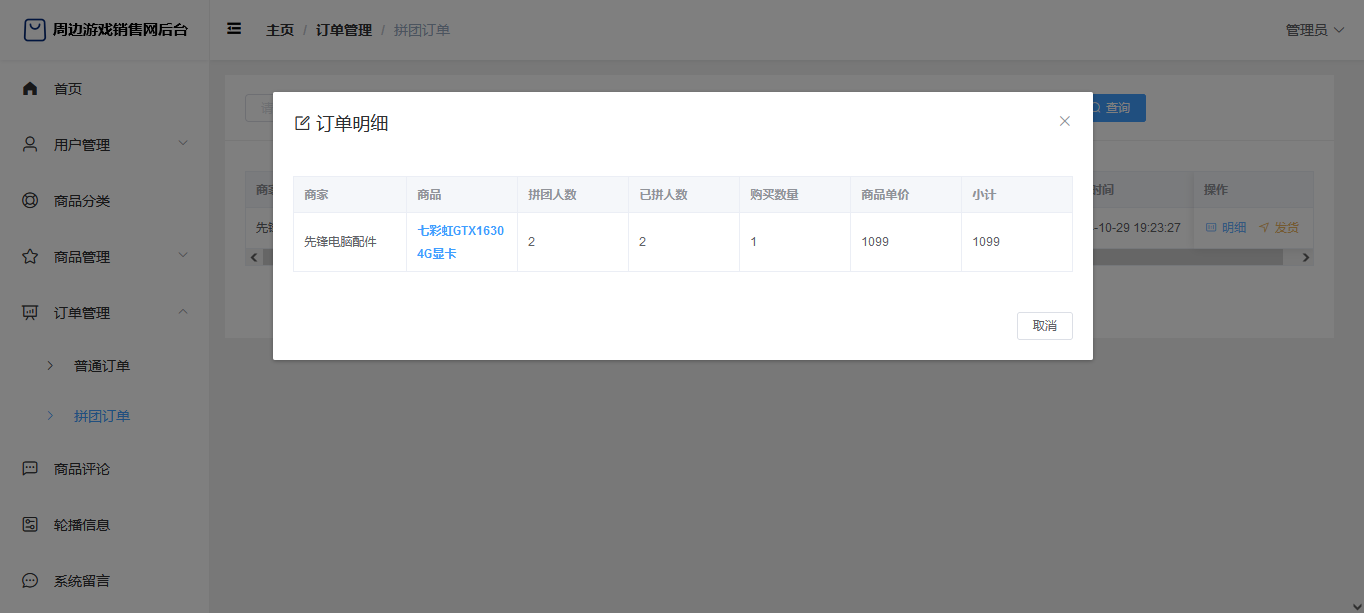 周边游戏销售网后台
主页 / 订单管理 / 拼团订单
管理员
首页
用户管理
商品分类
商品管理
订单管理
普通订单
拼团订单
商品评论
轮播信息
系统留言
查询
时间 操作
-10-29 19:23:27 明细 发货
订单明细
商家 商品 拼团人数 已拼人数 购买数量 商品单价 小计
先锋电脑配件 七彩虹GTX1630 2 2 1 1099 1099
4G显卡
取消